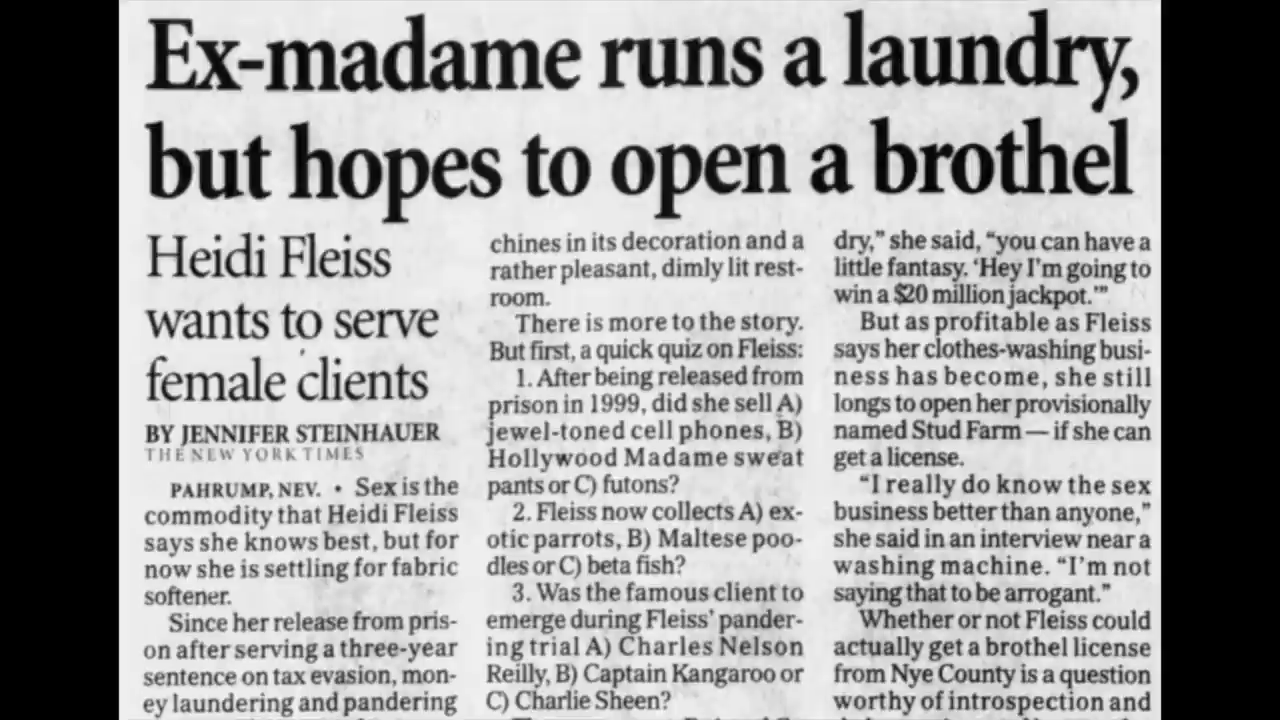 Ex-madame runs a laundry,
but hopes to open a brothel
Heidi Fleiss
wants to serve
female clients
BY JENNIFER STEINHAUER
THE NEW YORK TIMES
PAHRUMP, NEV. • Sex is the
commodity that Heidi Fleiss
says she knows best, but for
now she is settling for fabric
softener.
Since her release from pris-
on after serving a three-year
sentence on tax evasion, mon-
ey laundering and pandering
chines in its decoration and a
rather pleasant, dimly lit rest-
room.
There is more to the story.
But first, a quick quiz on Fleiss:
1. After being released from
prison in 1999, did she sell A)
jewel-toned cell phones, B)
Hollywood Madame sweat
pants or C) futons?
2. Fleiss now collects A) ex-
otic parrots, B) Maltese poo-
dles or C) beta fish?
3. Was the famous client to
emerge during Fleiss' pander-
ing trial A) Charles Nelson
Reilly, B) Captain Kangaroo or
C) Charlie Sheen?
dry," she said, "you can have a
little fantasy. 'Hey I'm going to
win a $20 million jackpot.'"
But as profitable as Fleiss
says her clothes-washing busi-
ness has become, she still
longs to open her provisionally
named Stud Farm — if she can
get a license.
"I really do know the sex
business better than anyone,"
she said in an interview near a
washing machine. "I'm not
saying that to be arrogant."
Whether or not Fleiss could
actually get a brothel license
from Nye County is a question
worthy of introspection and